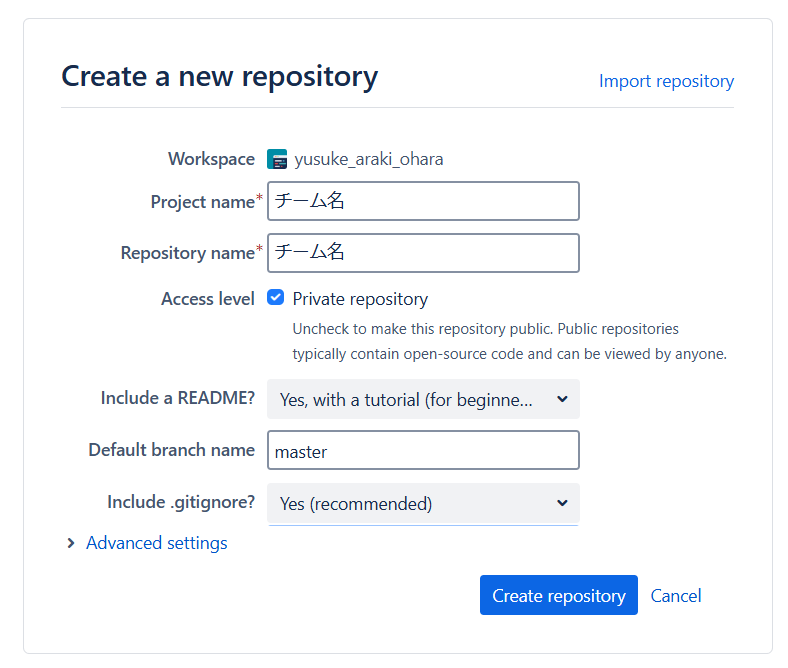 Create a new repository
Import repository
Workspace yusuke_araki_ohara
Project name* チーム名
Repository name* チーム名
Access level Private repository
Uncheck to make this repository public. Public repositories
typically contain open-source code and can be viewed by anyone.
Include a README? Yes, with a tutorial (for beginne...
Default branch name master
Include .gitignore? Yes (recommended)
Advanced settings
Create repository Cancel